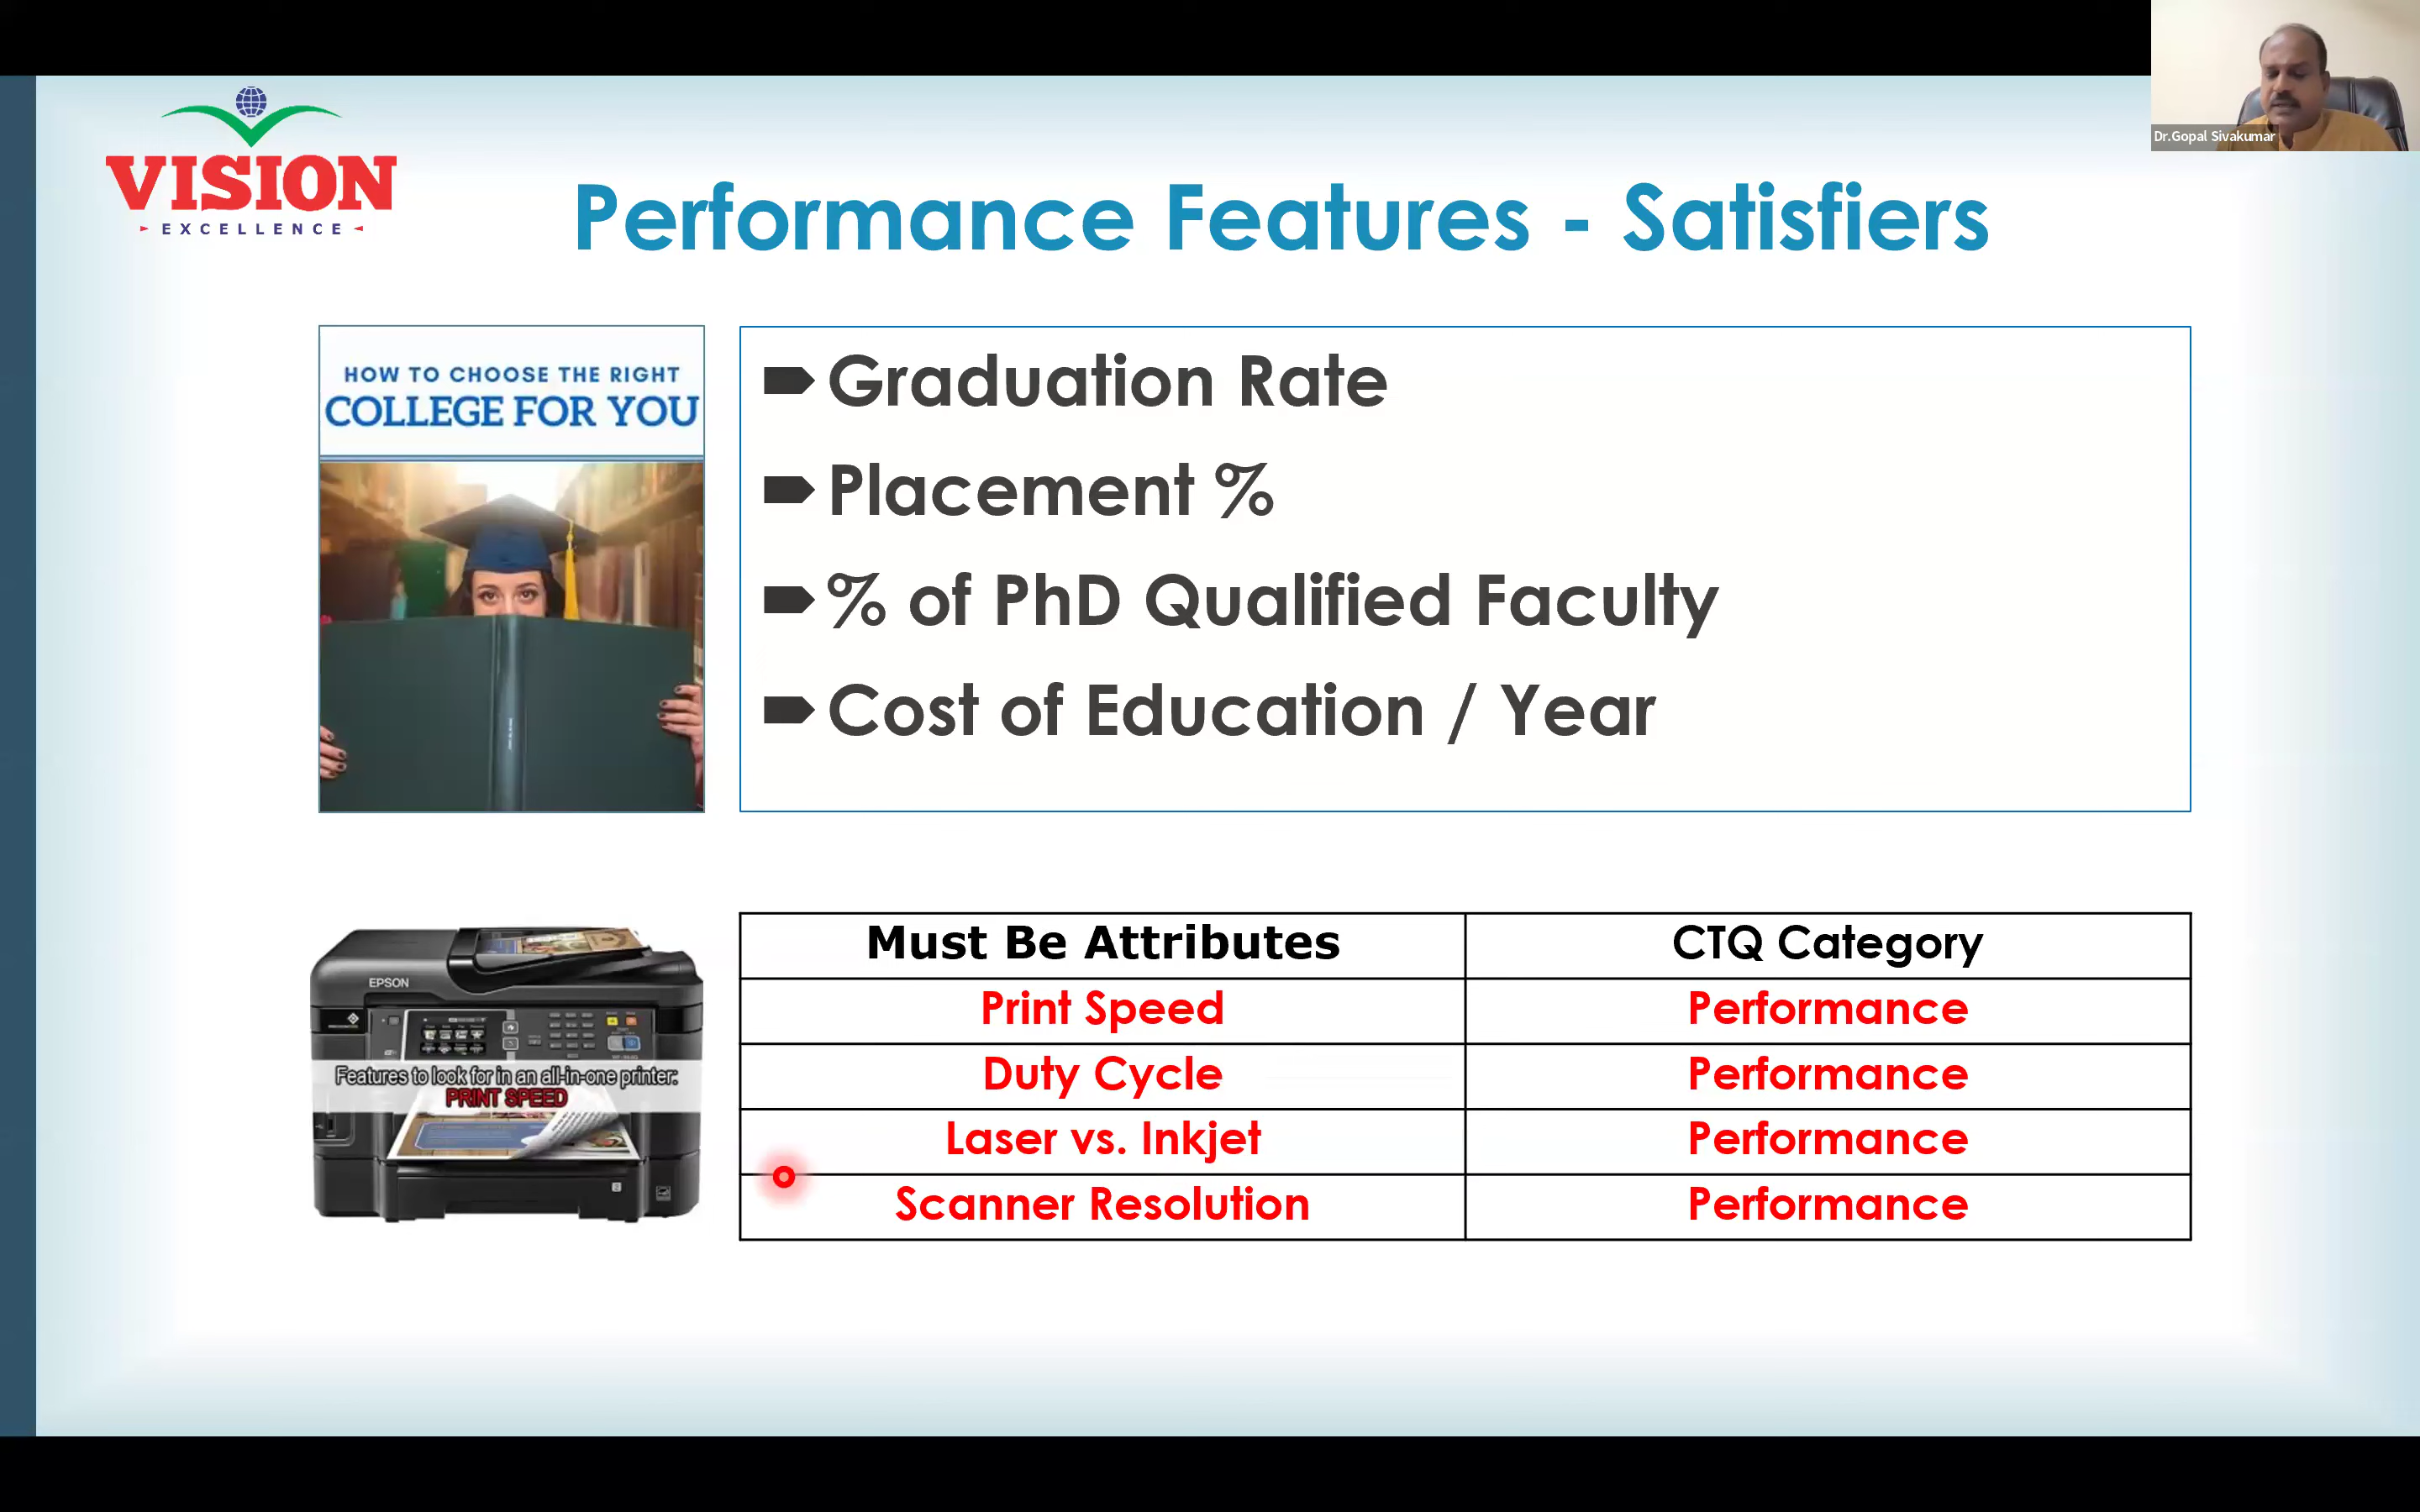 Dr.Gopal Sivakumar
VISION
EXCELLENCE
Performance Features - Satisfiers
HOW TO CHOOSE THE RIGHT
COLLEGE FOR YOU
Graduation Rate
Placement %
% of PhD Qualified Faculty
Cost of Education / Year
EPSON
Features to look for in an all-in-one printer:
PRINT SPEED
Must Be Attributes CTQ Category
Print Speed Performance
Duty Cycle Performance
Laser vs. Inkjet Performance
Scanner Resolution Performance